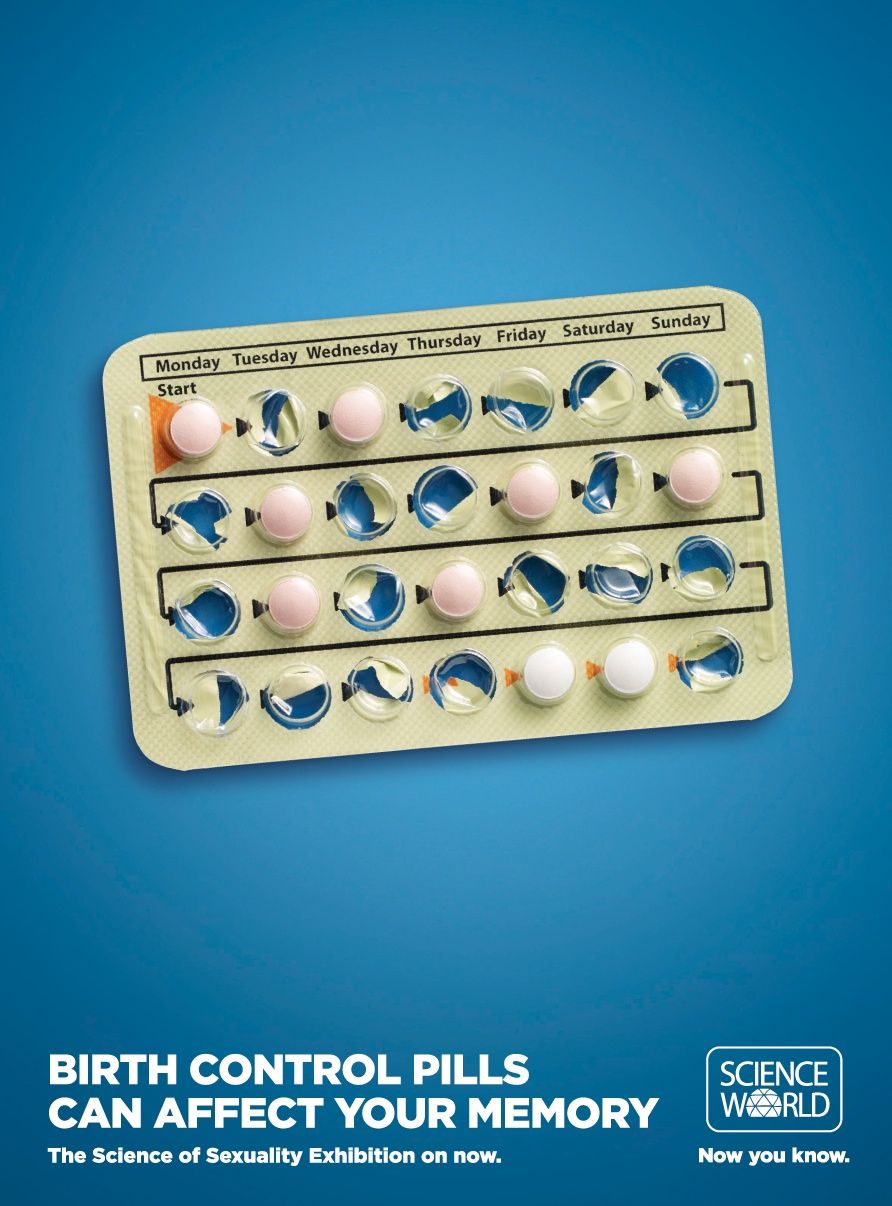 Monday Tuesday Wednesday Thursday Friday Saturday Sunday
Start
BIRTH CONTROL PILLS
CAN AFFECT YOUR MEMORY
The Science of Sexuality Exhibition on now.
SCIENCE
WORLD
Now you know.